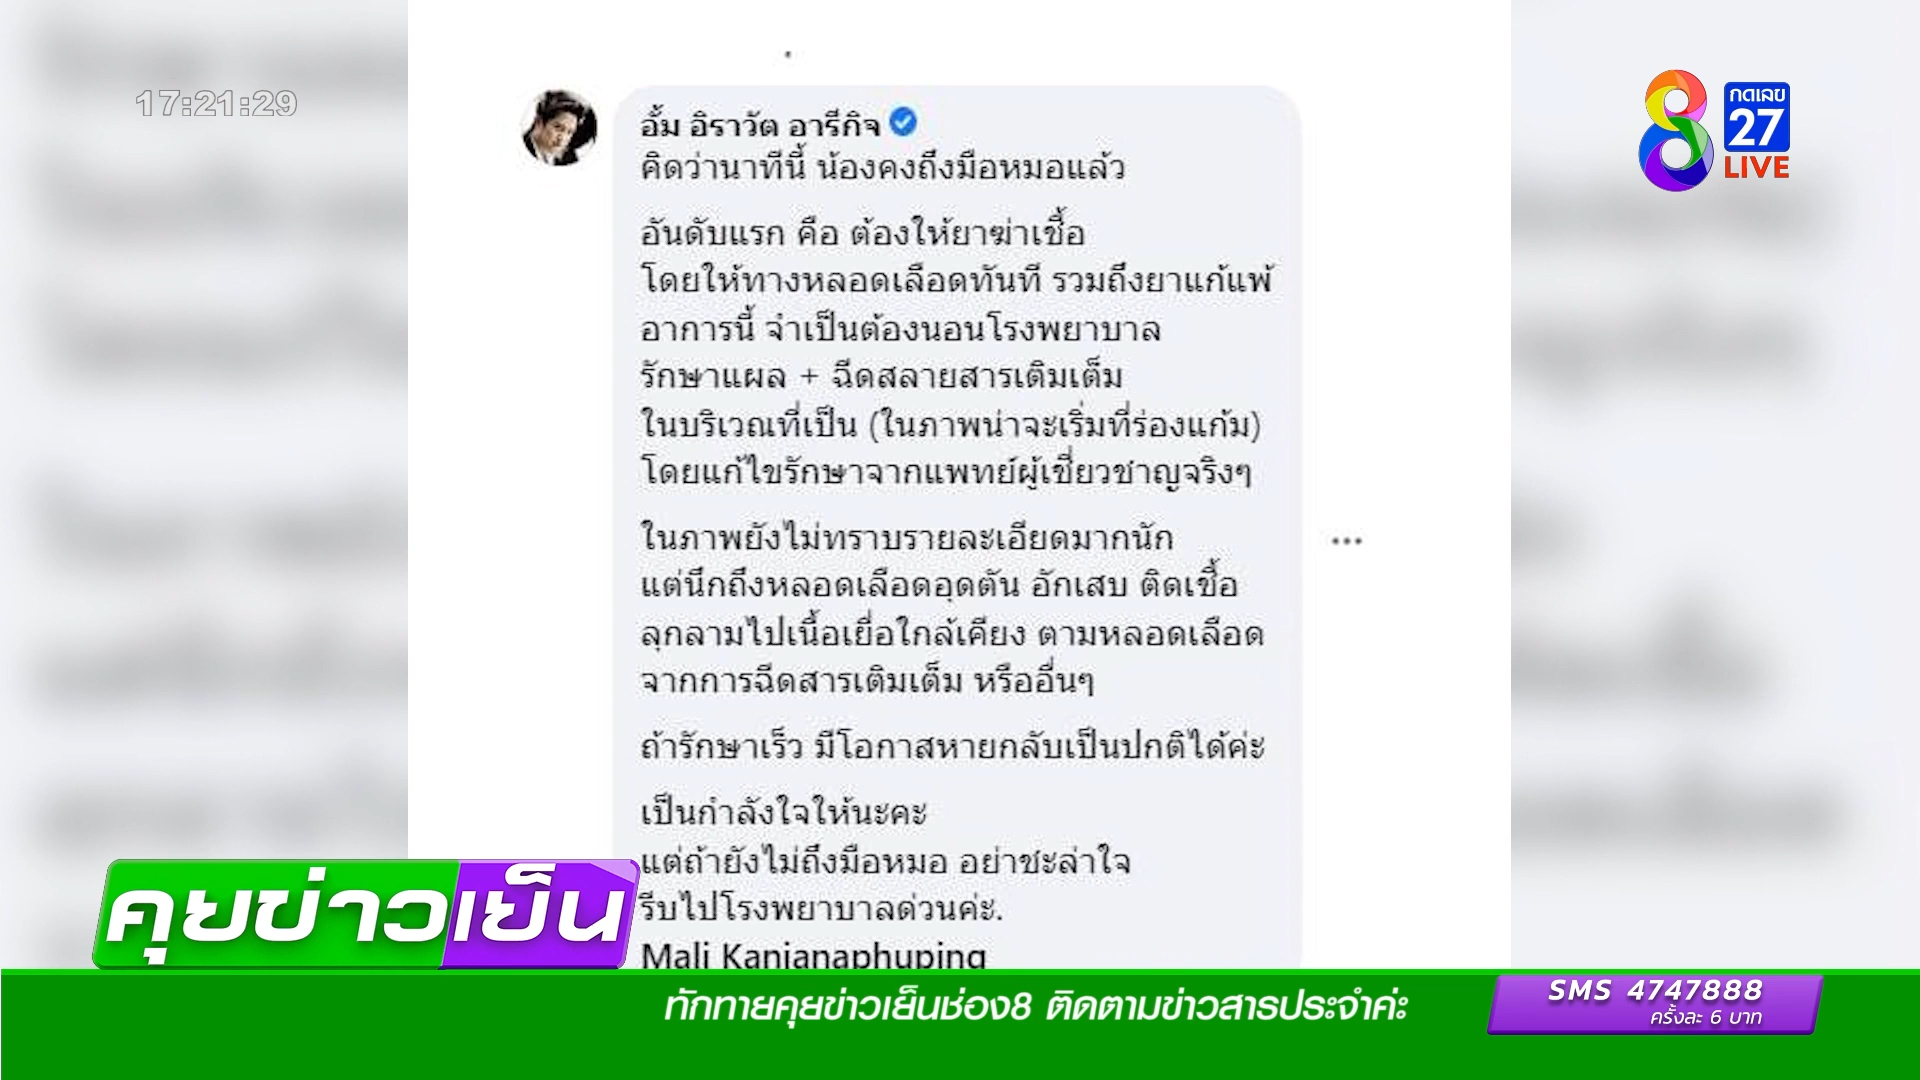 17:21:29
กดเลข
27
LIVE
อั้ม อิราวัต อารีกิจ
คิดว่านาทีนี้ น้องคงถึงมือหมอแล้ว
อันดับแรก คือ ต้องให้ยาฆ่าเชื้อ
โดยให้ทางหลอดเลือดทันที รวมถึงยาแก้แพ้
อาการนี้ จำเป็นต้องนอนโรงพยาบาล
รักษาแผล + ฉีดสลายสารเติมเต็ม
ในบริเวณที่เป็น (ในภาพน่าจะเริ่มที่ร่องแก้ม)
โดยแก้ไขรักษาจากแพทย์ผู้เชี่ยวชาญจริงๆ
ในภาพยังไม่ทราบรายละเอียดมากนัก
แต่นึกถึงหลอดเลือดอุดตัน อักเสบ ติดเชื้อ
ลุกลามไปเนื้อเยื่อใกล้เคียง ตามหลอดเลือด
จากการฉีดสารเติมเต็ม หรืออื่นๆ
ถ้ารักษาเร็ว มีโอกาสหายกลับเป็นปกติได้ค่ะ
เป็นกำลังใจให้นะคะ
แต่ถ้ายังไม่ถึงมือหมอ อย่าชะล่าใจ
รีบไปโรงพยาบาลด่วนค่ะ.
Mali Kanjanaphuping
คุยข่าวเย็น
ทักทายคุยข่าวเย็นช่อง8 ติดตามข่าวสารประจำค่ะ
SMS 4747888
ครั้งละ 6 บาท